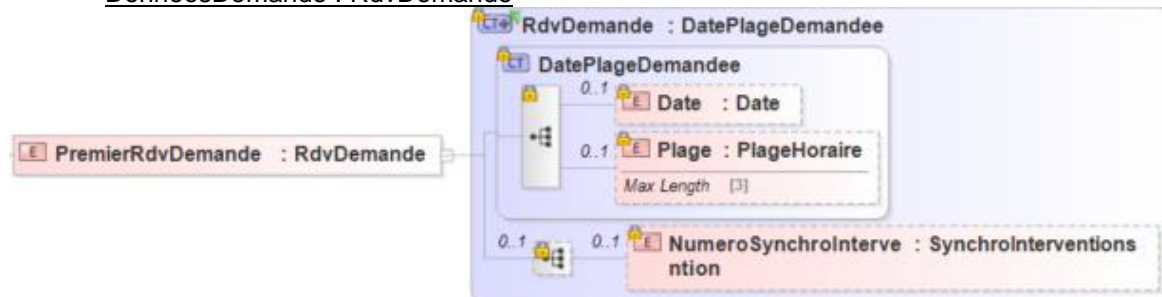 DonneesDemande : RdvDemande
RdvDemande : DatePlageDemandee
DatePlageDemandee
0..1
Date : Date
PremierRdvDemande : RdvDemande
0..1
Plage : PlageHoraire
Max Length [3]
0..1
0..1
NumeroSynchroInterve : SynchroInterventions
ntion